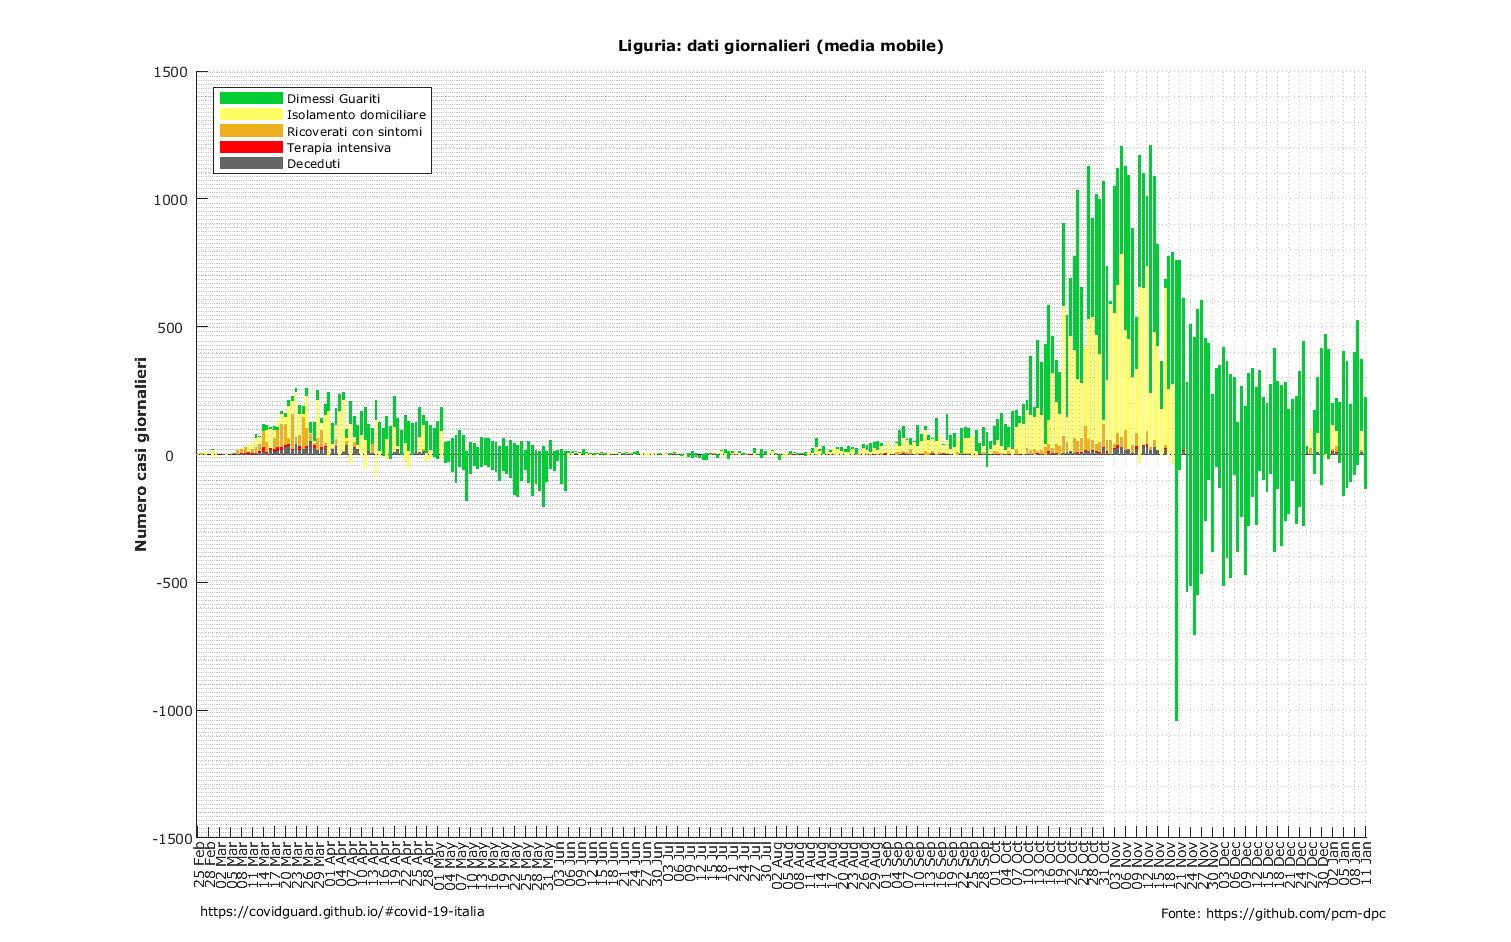 Liguria: dati giornalieri (media mobile)
1500
1000
500
0
-500
-1000
-1500
Numero casi giornalieri
Dimessi Guariti
Isolamento domiciliare
Ricoverati con sintomi
Terapia intensiva
Deceduti
25 Feb
28 Feb
02 Mar
05 Mar
08 Mar
11 Mar
14 Mar
17 Mar
20 Mar
23 Mar
26 Mar
29 Mar
01 Apr
04 Apr
07 Apr
10 Apr
13 Apr
16 Apr
19 Apr
22 Apr
25 Apr
28 Apr
01 May
04 May
07 May
10 May
13 May
16 May
19 May
22 May
25 May
28 May
31 May
03 Jun
06 Jun
09 Jun
12 Jun
15 Jun
18 Jun
21 Jun
24 Jun
27 Jun
30 Jun
03 Jul
06 Jul
09 Jul
12 Jul
15 Jul
18 Jul
21 Jul
24 Jul
27 Jul
30 Jul
02 Aug
05 Aug
08 Aug
11 Aug
14 Aug
17 Aug
20 Aug
23 Aug
26 Aug
29 Aug
01 Sep
04 Sep
07 Sep
10 Sep
13 Sep
16 Sep
19 Sep
22 Sep
25 Sep
28 Sep
01 Oct
04 Oct
07 Oct
10 Oct
13 Oct
16 Oct
19 Oct
22 Oct
25 Oct
28 Oct
31 Oct
03 Nov
06 Nov
09 Nov
12 Nov
15 Nov
18 Nov
21 Nov
24 Nov
27 Nov
30 Nov
03 Dec
06 Dec
09 Dec
12 Dec
15 Dec
18 Dec
21 Dec
24 Dec
27 Dec
30 Dec
02 Jan
05 Jan
08 Jan
11 Jan
https://covidguard.github.io/#covid-19-italia
Fonte: https://github.com/pcm-dpc